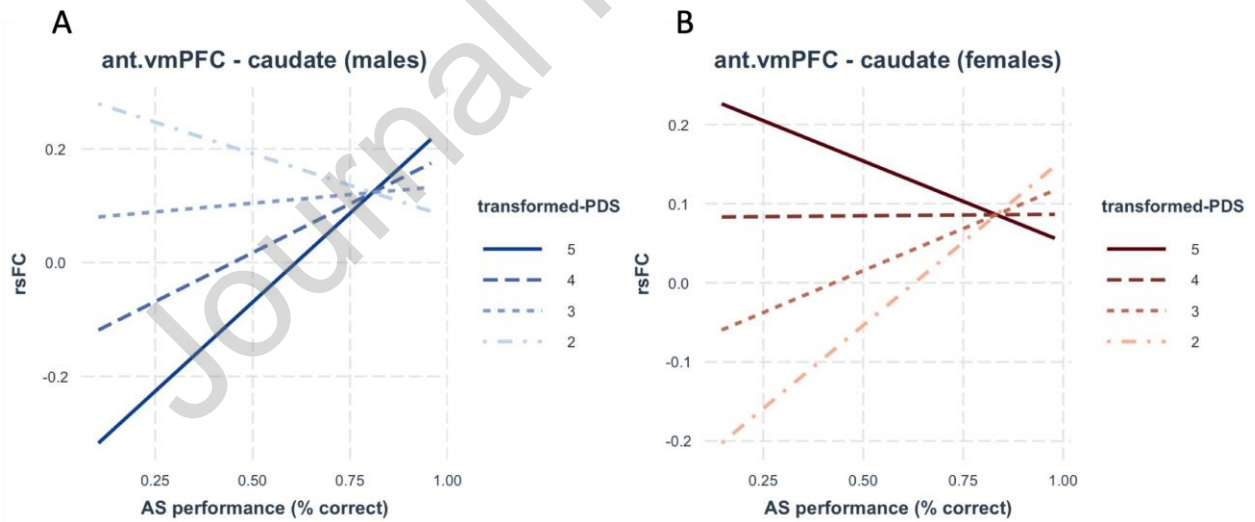 A
ant.vmPFC - caudate (males)
0.2
0.0
-0.2
rsFC
0.25 0.50 0.75 1.00
AS performance (% correct)
transformed-PDS
5
4
3
2
B
ant.vmPFC - caudate (females)
0.2
0.1
0.0
-0.1
-0.2
rsFC
0.25 0.50 0.75 1.00
AS performance (% correct)
transformed-PDS
5
4
3
2
Journal